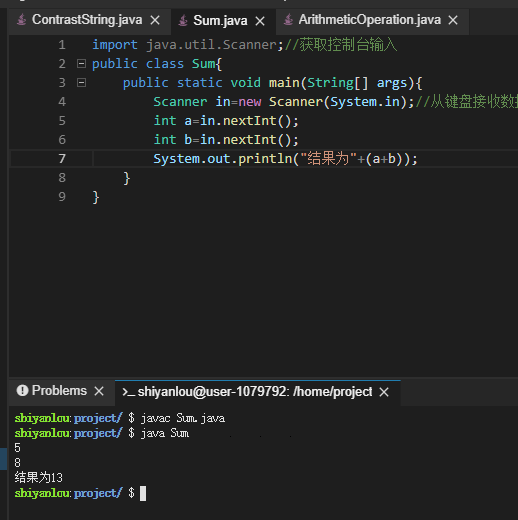 ContrastString.java Sum.java ArithmeticOperation.java
1 import java.util.Scanner;//获取控制台输入
2 public class Sum{
3 public static void main(String[] args){
4 Scanner in=new Scanner(System.in);//从键盘接收数
5 int a=in.nextInt();
6 int b=in.nextInt();
7 System.out.println("结果为"+(a+b));
8 }
9 }
Problems >_ shiyanlou@user-1079792: /home/project
shiyanlou:project/ $ javac Sum.java
shiyanlou:project/ $ java Sum
5
8
结果为13
shiyanlou:project/ $